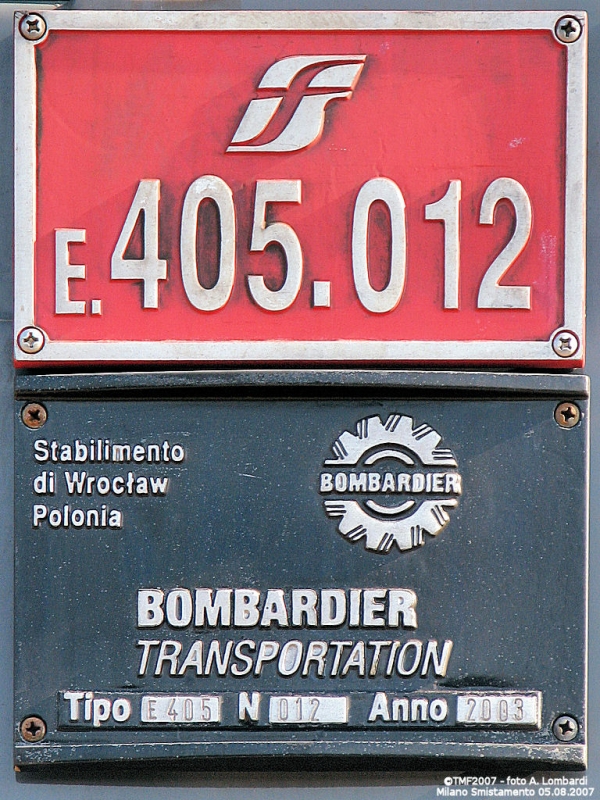 E.405.012
Stabilimento
di Wrocław
Polonia
BOMBARDIER
BOMBARDIER
TRANSPORTATION
Tipo E405 N 012 Anno 2003
©TMF2007 - foto A. Lombardi
Milano Smistamento 05.08.2007